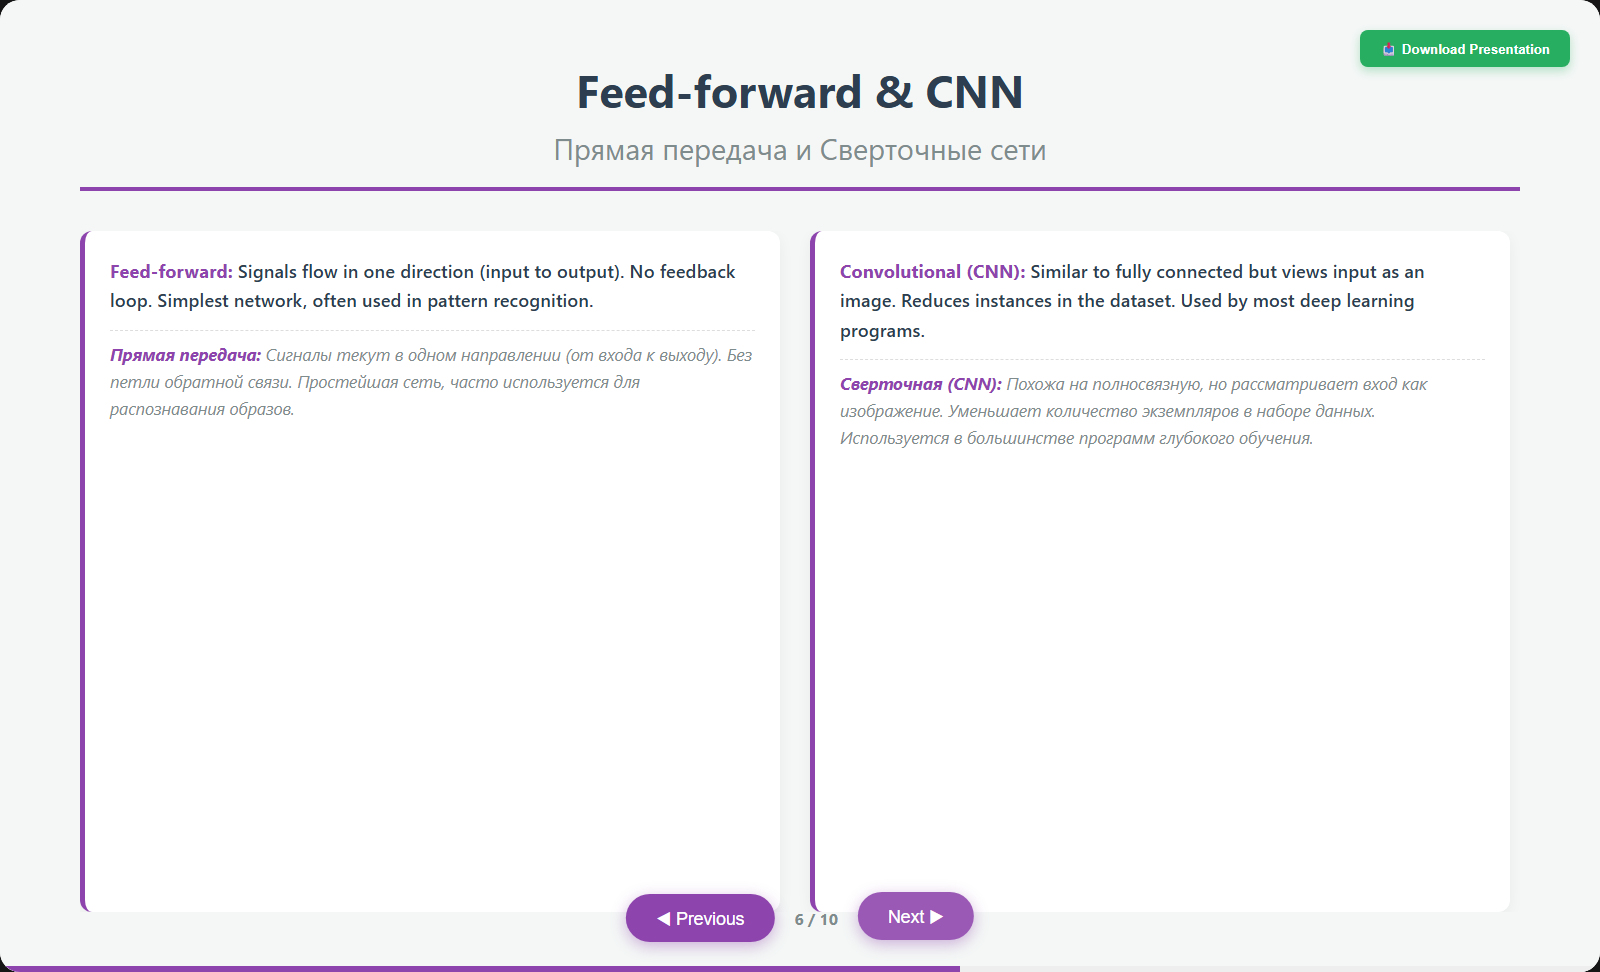 Download Presentation
Feed-forward & CNN
Прямая передача и Сверточные сети
Feed-forward: Signals flow in one direction (input to output). No feedback
loop. Simplest network, often used in pattern recognition.
Прямая передача: Сигналы текут в одном направлении (от входа к выходу). Без
петли обратной связи. Простейшая сеть, часто используется для
распознавания образов.
Convolutional (CNN): Similar to fully connected but views input as an
image. Reduces instances in the dataset. Used by most deep learning
programs.
Сверточная (CNN): Похожа на полносвязную, но рассматривает вход как
изображение. Уменьшает количество экземпляров в наборе данных.
Используется в большинстве программ глубокого обучения.
◀ Previous
6 / 10
Next ▶